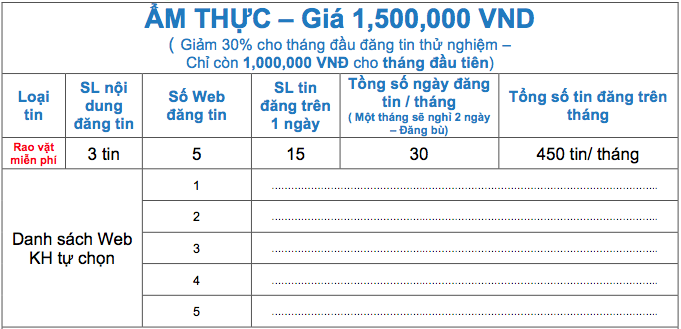 ẨM THỰC – Giá 1,500,000 VND
( Giảm 30% cho tháng đầu đăng tin thử nghiệm –
Chỉ còn 1,000,000 VNĐ cho tháng đầu tiên)
Loại tin
SL nội dung đăng tin
Số Web đăng tin
SL tin đăng trên 1 ngày
Tổng số ngày đăng tin / tháng
( Một tháng sẽ nghỉ 2 ngày – Đăng bù)
Tổng số tin đăng trên tháng
Rao vặt miễn phí
3 tin
5
15
30
450 tin/ tháng
Danh sách Web KH tự chọn
1
2
3
4
5